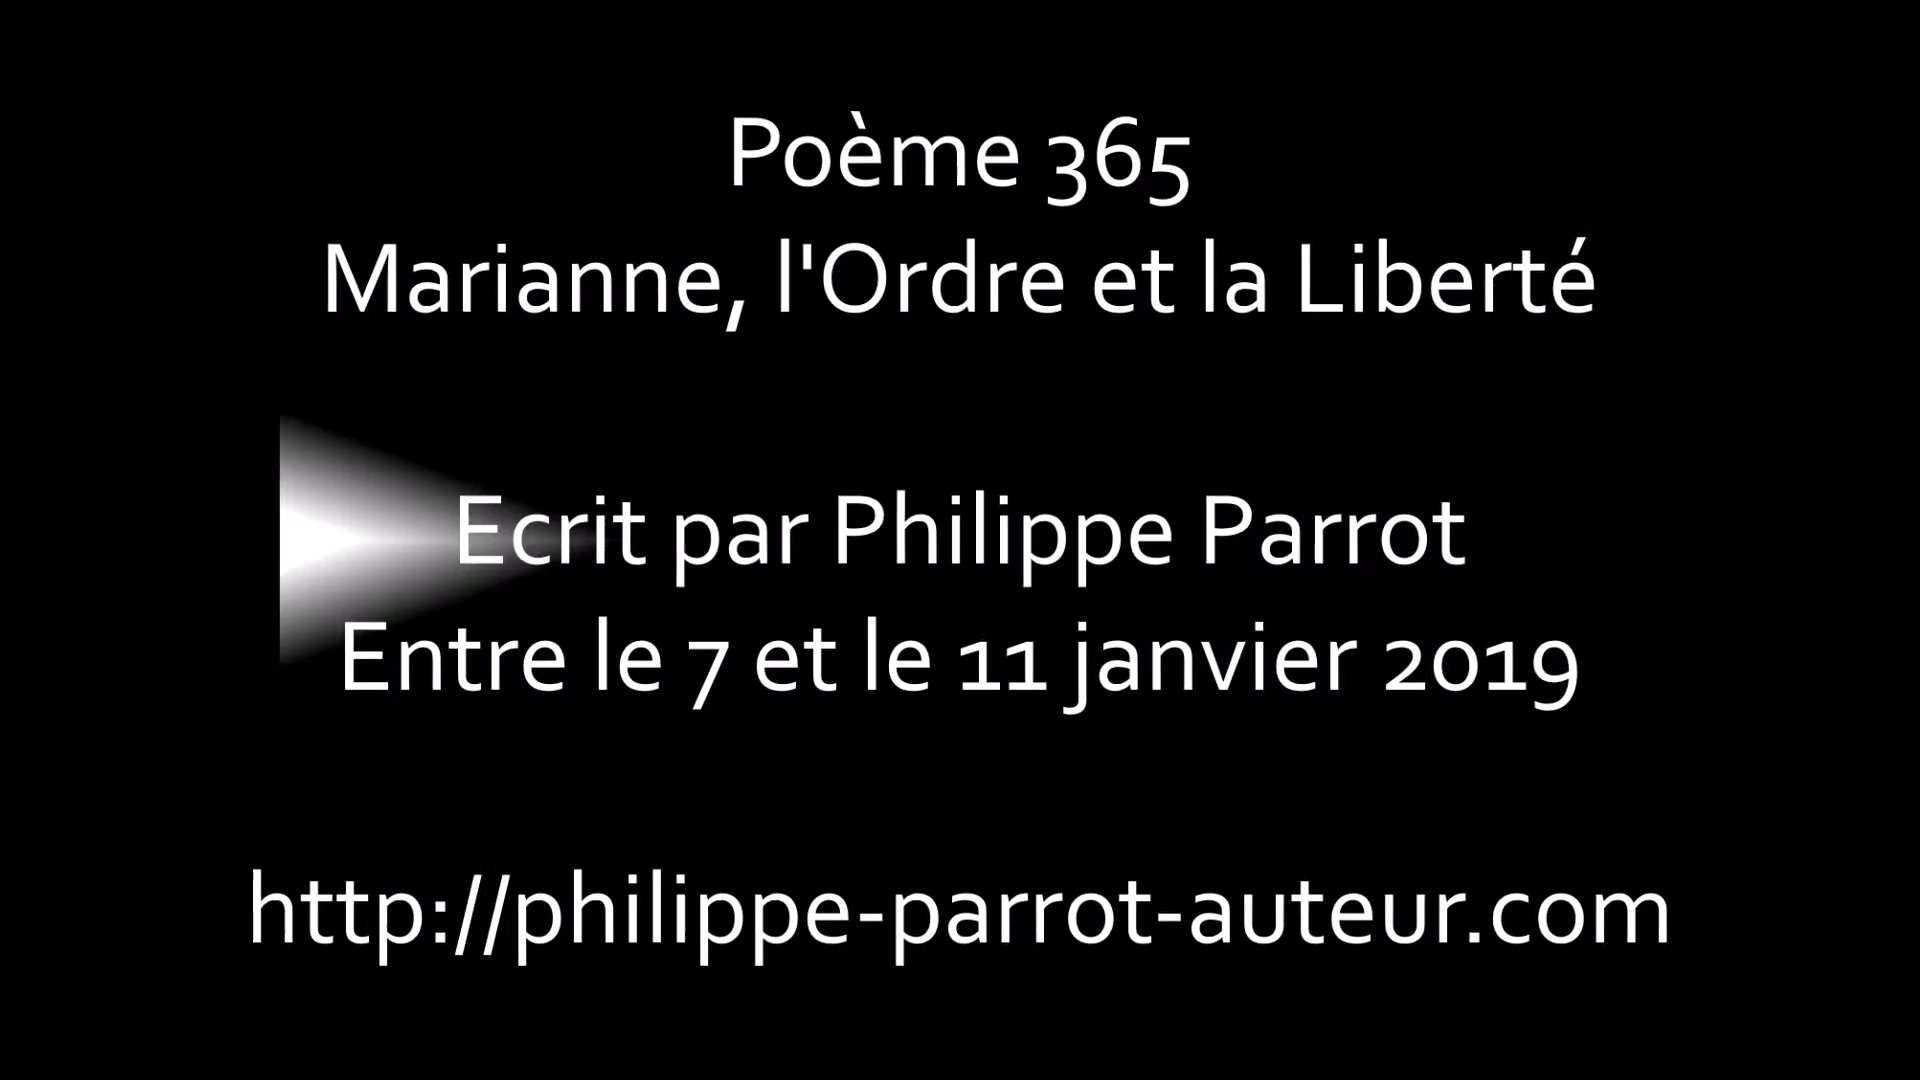 Poème 365
Marianne, l'Ordre et la Liberté
Ecrit par Philippe Parrot
Entre le 7 et le 11 janvier 2019
http://philippe-parrot-auteur.com